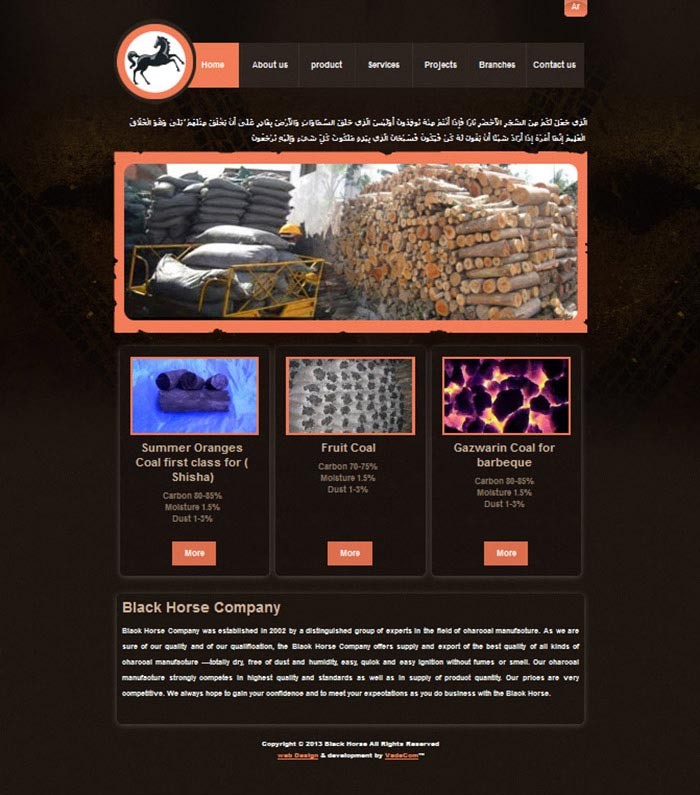 Ar
Home About us product Services Projects Branches Contact us
الَّذِي جَعَلَ لَكُم مِّنَ الشَّجَرِ الْأَخْضَرِ نَارًا فَإِذَا أَنتُم مِّنْهُ تُوقِدُونَ أَوَلَيْسَ الَّذِي خَلَقَ السَّمَاوَاتِ وَالْأَرْضَ بِقَادِرٍ عَلَىٰ أَن يَخْلُقَ مِثْلَهُم بَلَىٰ وَهُوَ الْخَلَّاقُ
الْعَلِيمُ إِنَّمَا أَمْرُهُ إِذَا أَرَادَ شَيْئًا أَن يَقُولَ لَهُ كُن فَيَكُونُ فَسُبْحَانَ الَّذِي بِيَدِهِ مَلَكُوتُ كُلِّ شَيْءٍ وَإِلَيْهِ تُرْجَعُونَ
Summer Oranges
Coal first class for (
Shisha)
Carbon 80-85%
Moisture 1.5%
Dust 1-3%
More
Fruit Coal
Carbon 70-75%
Moisture 1.5%
Dust 1-3%
More
Gazwarin Coal for
barbeque
Carbon 80-85%
Moisture 1.5%
Dust 1-3%
More
Black Horse Company
Black Horse Company was established in 2002 by a distinguished group of experts in the field of charcoal manufacture. As we are
sure of our quality and of our qualification, the Black Horse Company offers supply and export of the best quality of all kinds of
charcoal manufacture —totally dry, free of dust and humidity, easy, quick and easy ignition without fumes or smell. Our charcoal
manufacture strongly competes in highest quality and standards as well as in supply of product quantity. Our prices are very
competitive. We always hope to gain your confidence and to meet your expectations as you do business with the Black Horse.
Copyright © 2013 Black Horse All Rights Reserved
web Design & development by VadeCom™